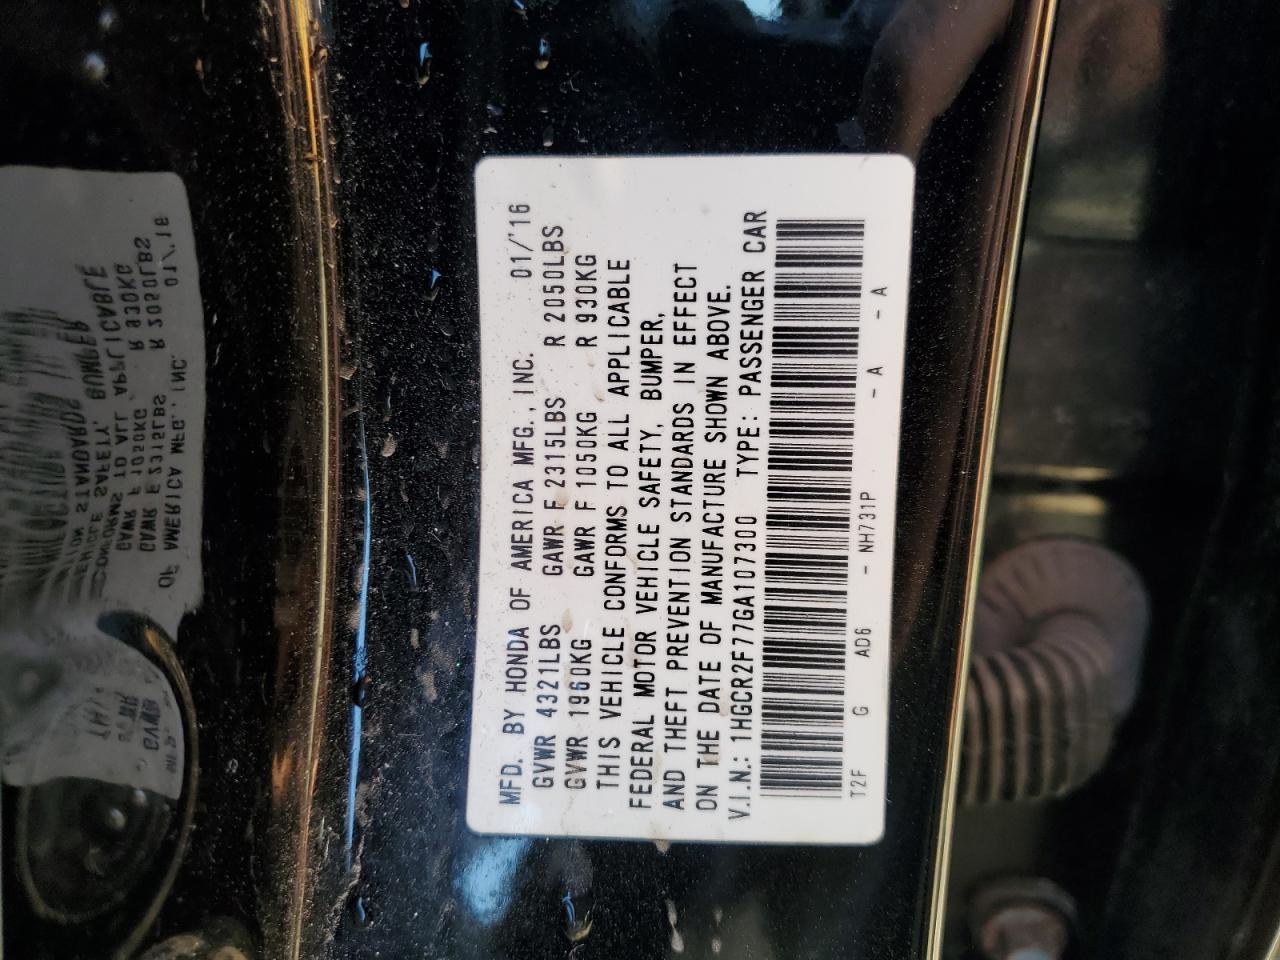 MFD. BY HONDA OF AMERICA MFG., INC. 01/'16
GVWR 4321LBS GAWR F 2315LBS R 2050LBS
GVWR 1960KG GAWR F 1050KG R 930KG
THIS VEHICLE CONFORMS TO ALL APPLICABLE
FEDERAL MOTOR VEHICLE SAFETY, BUMPER,
AND THEFT PREVENTION STANDARDS IN EFFECT
ON THE DATE OF MANUFACTURE SHOWN ABOVE.
V.I.N.: 1HGCR2F77GA107300 TYPE: PASSENGER CAR
T2F G AD6 - NH731P - A - A